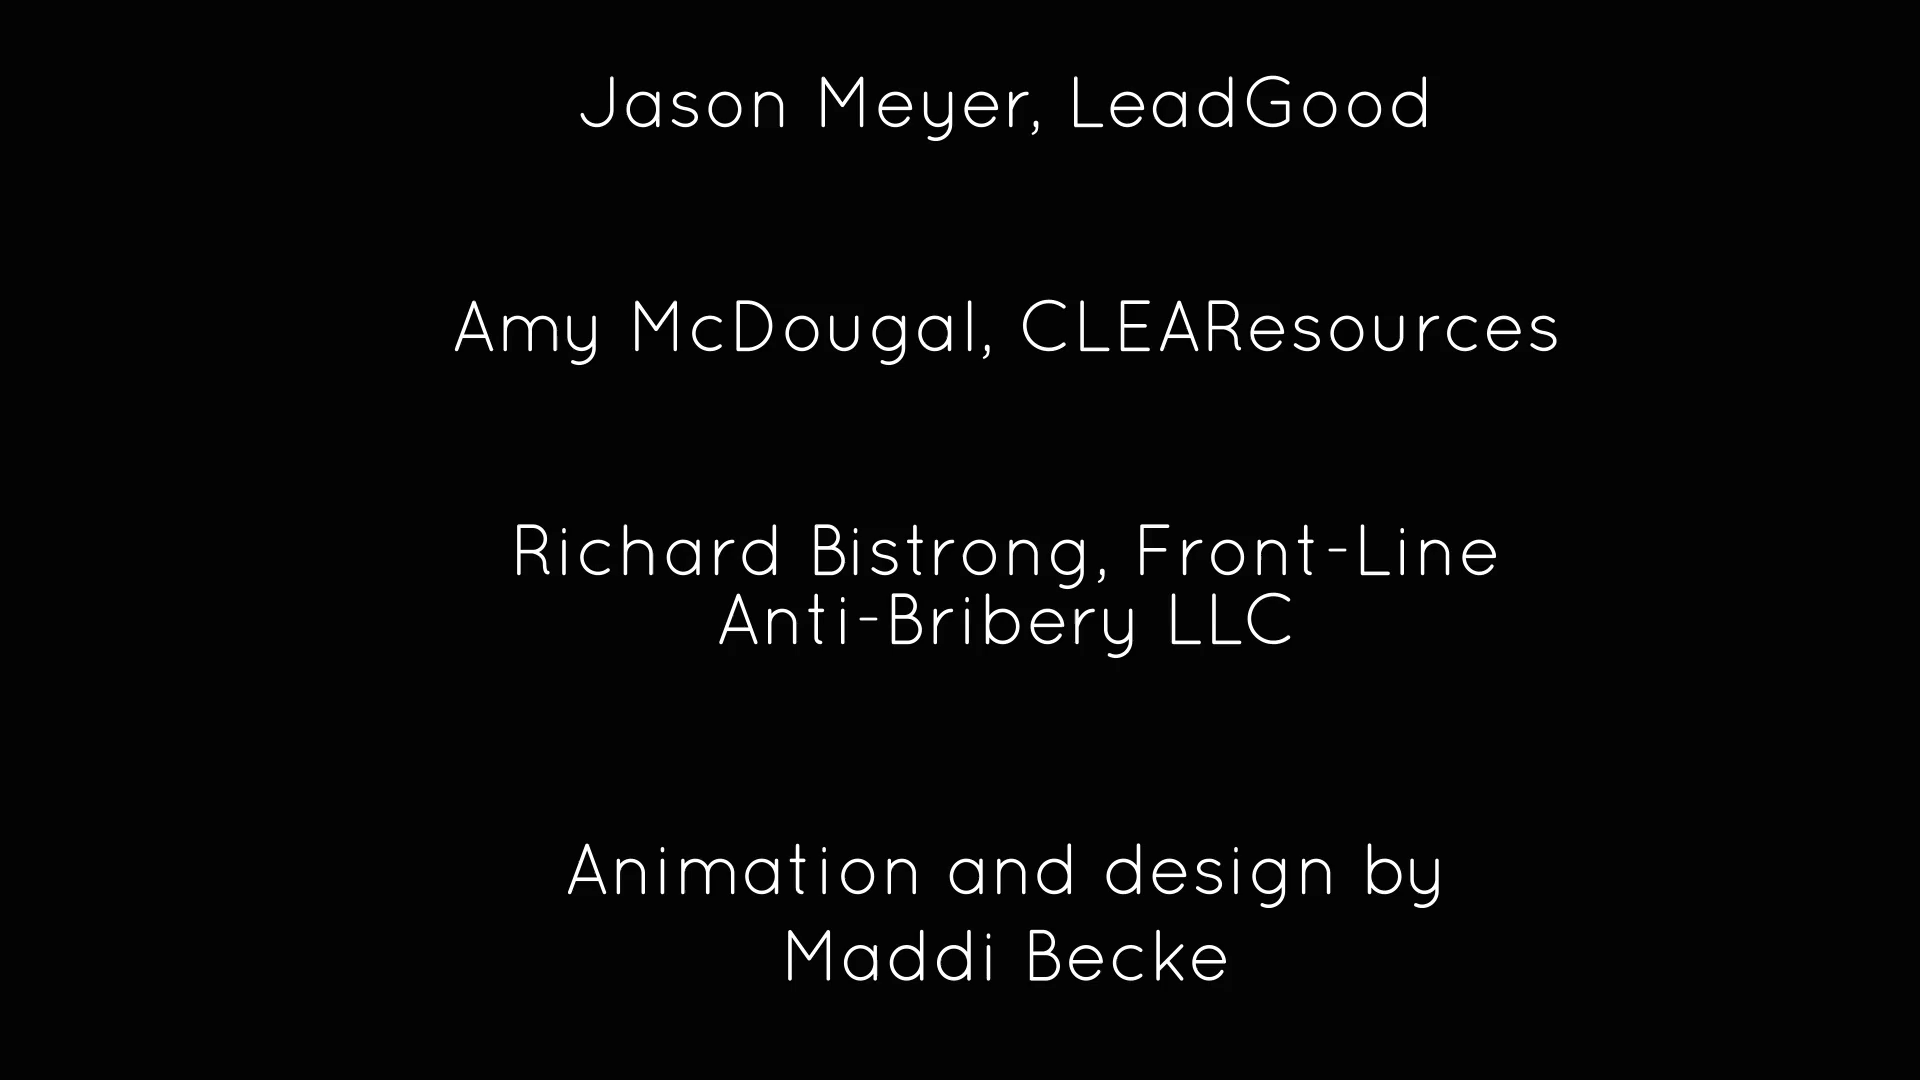 Jason Meyer, LeadGood
Amy McDougal, CLEAResources
Richard Bistrong, Front-Line
Anti-Bribery LLC
Animation and design by
Maddi Becke